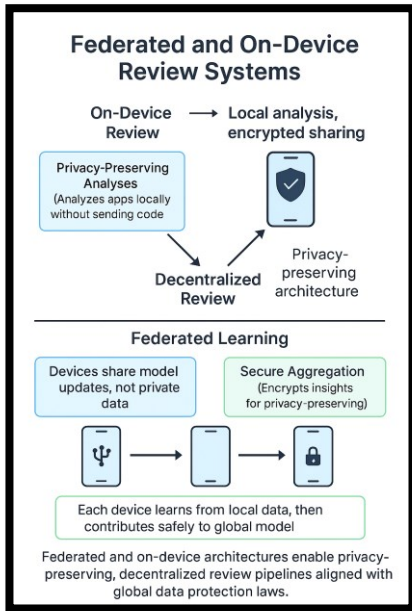 Federated and On-Device
Review Systems
On-Device
Review
Local analysis,
encrypted sharing
Privacy-Preserving
Analyses
(Analyzes apps locally
without sending code
Decentralized
Review
Privacy-
preserving
architecture
Federated Learning
Devices share model
updates, not private
data
Secure Aggregation
(Encrypts insights
for privacy-preserving)
Each device learns from local data, then
contributes safely to global model
Federated and on-device architectures enable privacy-
preserving, decentralized review pipelines aligned with
global data protection laws.